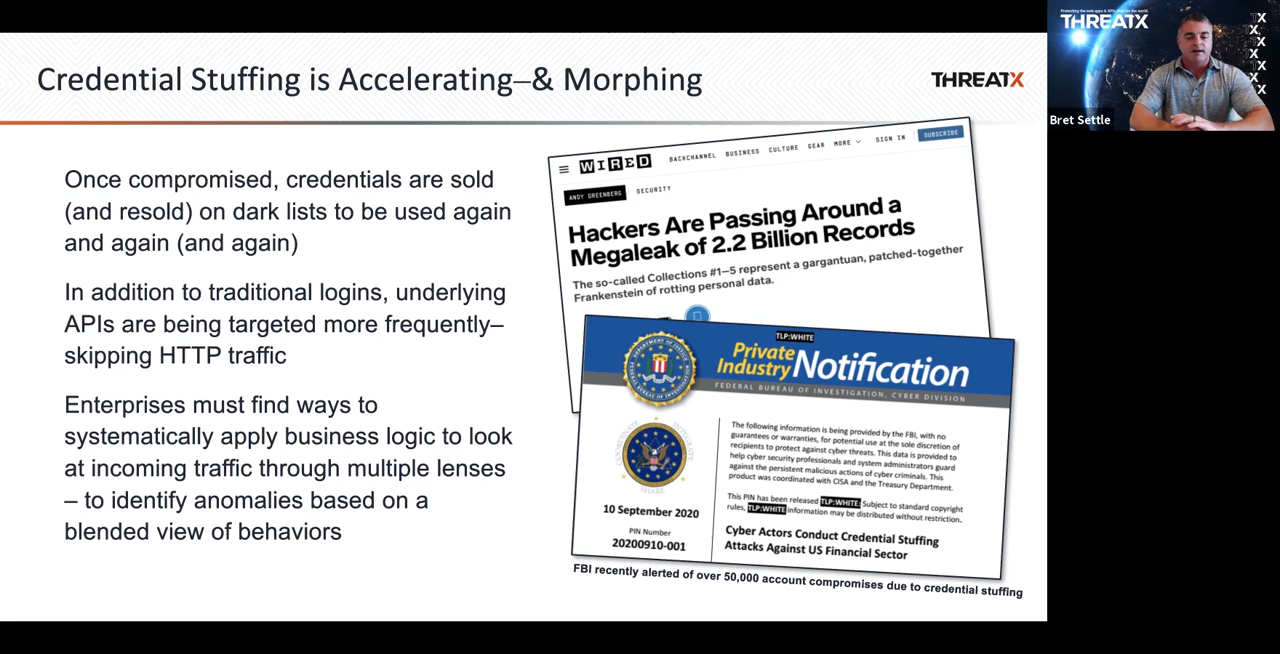 Credential Stuffing is Accelerating–& Morphing
THREATX
Once compromised, credentials are sold
(and resold) on dark lists to be used again
and again (and again)
In addition to traditional logins, underlying
APIs are being targeted more frequently–
skipping HTTP traffic
Enterprises must find ways to
systematically apply business logic to look
at incoming traffic through multiple lenses
– to identify anomalies based on a
blended view of behaviors
WIRED
BACKCHANNEL BUSINESS CULTURE GEAR MORE SIGN IN SUBSCRIBE
ANDY GREENBERG SECURITY
Hackers Are Passing Around a
Megaleak of 2.2 Billion Records
The so-called Collections #1–5 represent a gargantuan, patched-together
Frankenstein of rotting personal data.
TLP:WHITE
Private
Industry
Notification
FEDERAL BUREAU OF INVESTIGATION, CYBER DIVISION
The following information is being provided by the FBI, with no
guarantees or warranties, for potential use at the sole discretion of
recipients to protect against cyber threats. This data is provided to
help cyber security professionals and system administrators guard
against the persistent malicious actions of cyber criminals. This
product was coordinated with CISA and the Treasury Department.
This PIN has been released TLP:WHITE: Subject to standard copyright
rules, TLP:WHITE information may be distributed without restriction.
10 September 2020
PIN Number
20200910-001
Cyber Actors Conduct Credential Stuffing
Attacks Against US Financial Sector
FBI recently alerted of over 50,000 account compromises due to credential stuffing
THREATX
Bret Settle